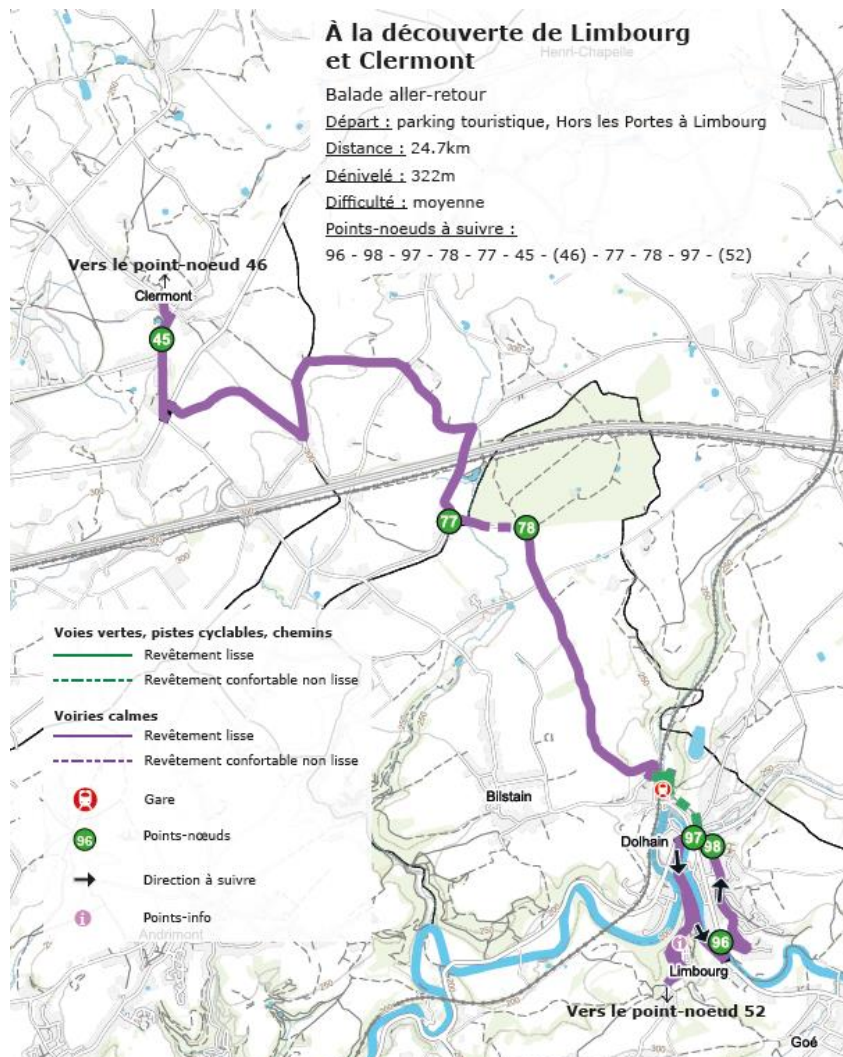 À la découverte de Limbourg
et Clermont
Henri-Chapelle
Balade aller-retour
Départ : parking touristique, Hors les Portes à Limbourg
Distance : 24.7km
Dénivelé : 322m
Difficulté : moyenne
Points-noeuds à suivre :
96 - 98 - 97 - 78 - 77 - 45 - (46) - 77 - 78 - 97 - (52)
Vers le point-noeud 46
Clermont
45
77
78
Voies vertes, pistes cyclables, chemins
Revêtement lisse
Revêtement confortable non lisse
Voiries calmes
Revêtement lisse
Revêtement confortable non lisse
Gare
96
Points-nœuds
Direction à suivre
Points-info
Andrimont
Bilstain
Dolhain
97
98
96
Limbourg
Vers le point-noeud 52
Goé